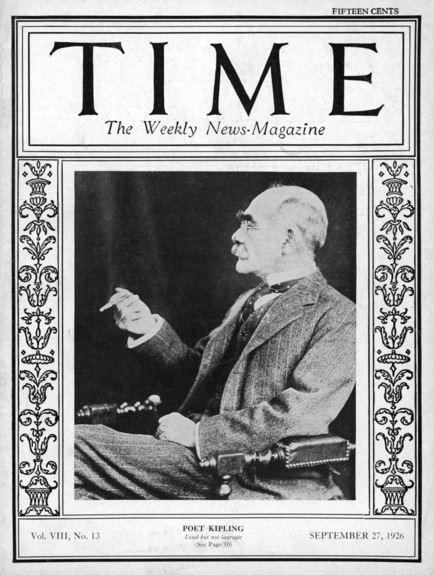 FIFTEEN CENTS
TIME
The Weekly News-Magazine
Vol. VIII, No. 13
POET KIPLING
Loud but not laureate
(See Page 10)
SEPTEMBER 27, 1926